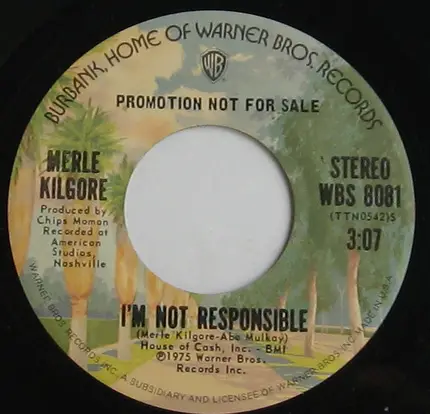 BURBANK, HOME OF WARNER BROS. RECORDS
WB
PROMOTION NOT FOR SALE
MERLE
KILGORE
Produced by
Chips Moman
Recorded at
American
Studios,
Nashville
STEREO
WBS 8081
(TTN0542)S
3:07
I'M NOT RESPONSIBLE
(Merle Kilgore-Abe Mulkay)
House of Cash, Inc. - BMI
℗1975 Warner Bros.
Records Inc.
WARNER BROS. RECORDS INC., A SUBSIDIARY AND LICENSEE OF WARNER BROS. INC. MADE IN U.S.A.